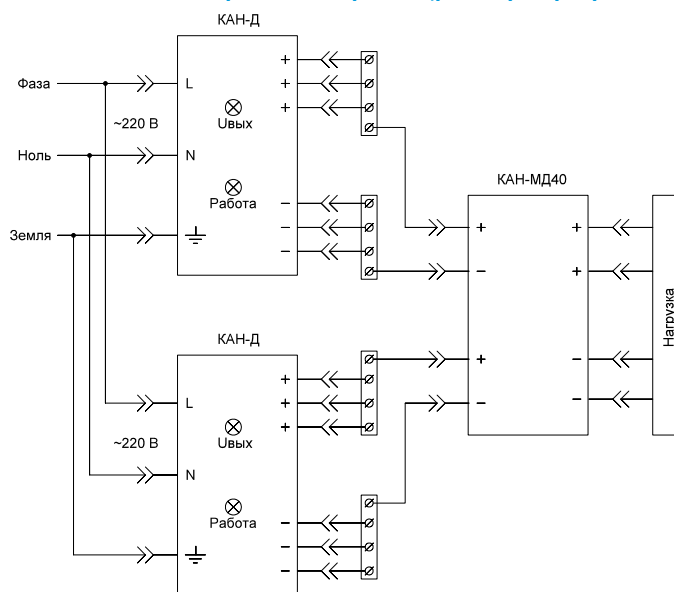 КАН-Д
+
Фаза
L
+
~220 В
Uвых
+
Ноль
N
КАН-МД40
Работа
−
Земля
−
+
+
−
−
+
Нагрузка
КАН-Д
+
−
+
L
+
−
−
~220 В
Uвых
+
N
Работа
−
−
−